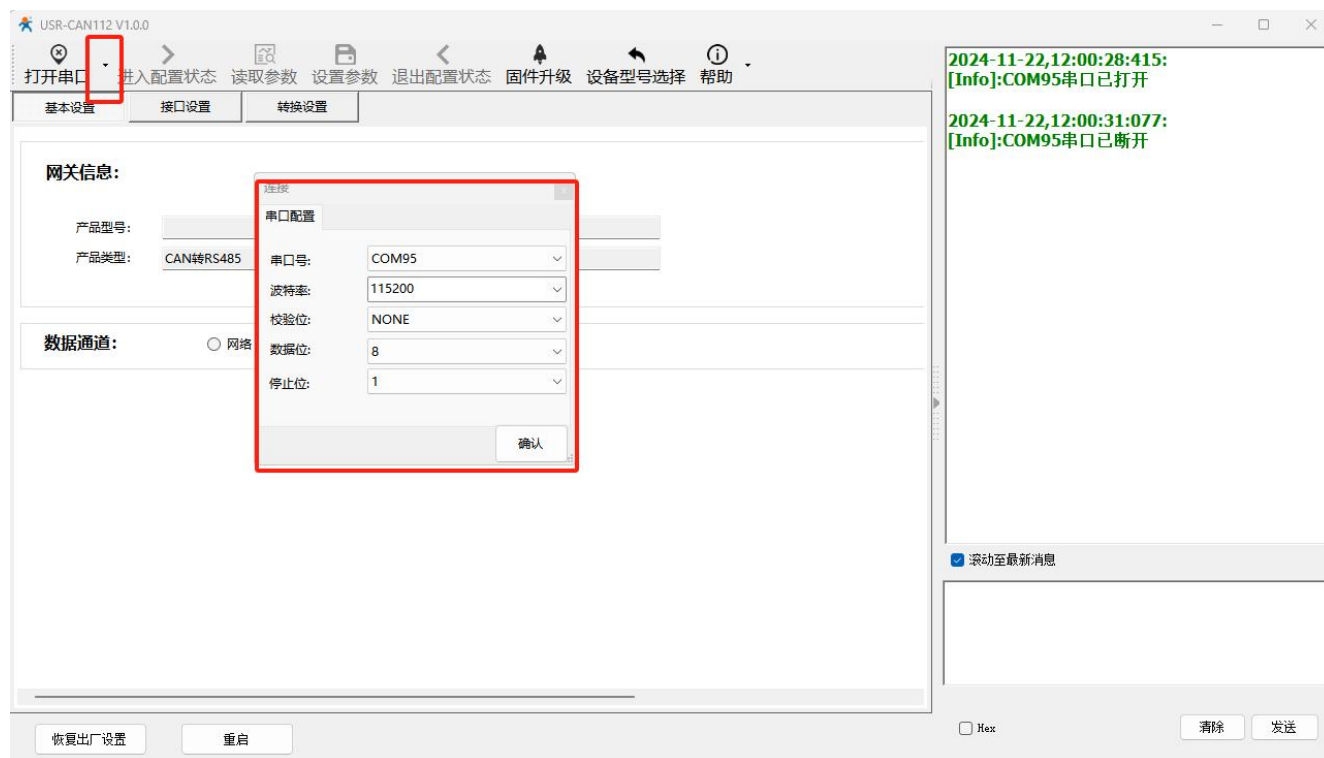 USR-CAN112 V1.0.0
打开串口 进入配置状态 读取参数 设置参数 退出配置状态 固件升级 设备型号选择 帮助
基本设置 接口设置 转换设置
网关信息:
产品型号:
产品类型: CAN转RS485
数据通道: 网络
连接
串口配置
串口号: COM95
波特率: 115200
校验位: NONE
数据位: 8
停止位: 1
确认
恢复出厂设置 重启
2024-11-22,12:00:28:415:
[Info]:COM95串口已打开
2024-11-22,12:00:31:077:
[Info]:COM95串口已断开
滚动至最新消息
Hex 清除 发送